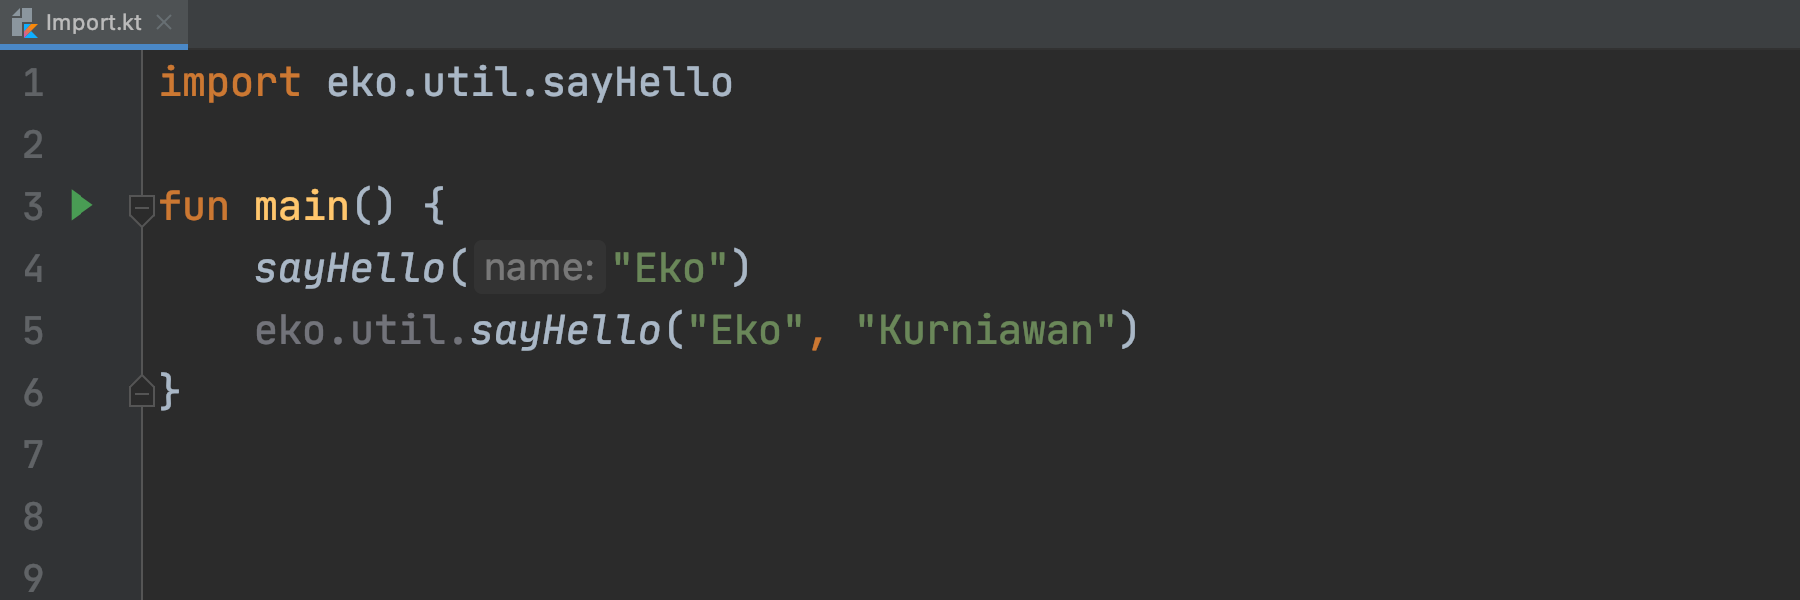 Import.kt
1 import eko.util.sayHello
2
3 fun main() {
4 sayHello( name: "Eko")
5 eko.util.sayHello("Eko", "Kurniawan")
6 }
7
8
9